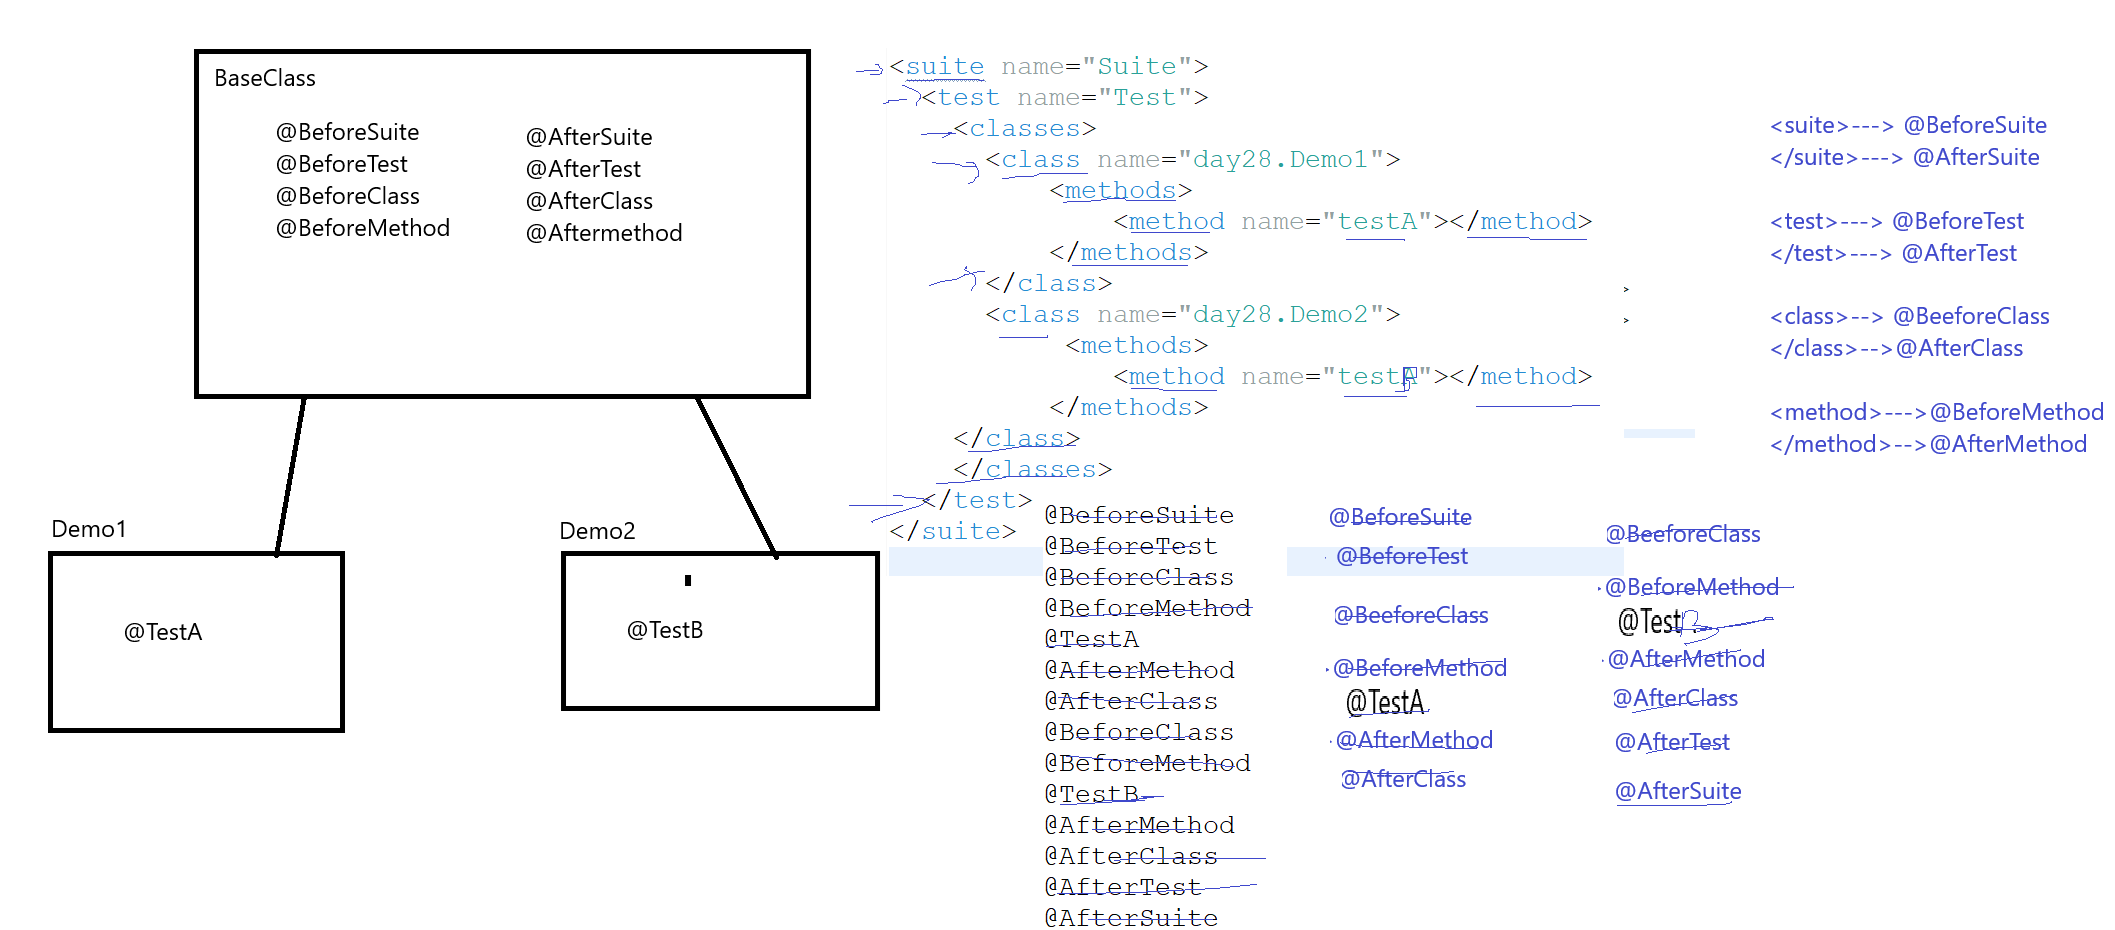 BaseClass
@BeforeSuite
@BeforeTest
@BeforeClass
@BeforeMethod
@AfterSuite
@AfterTest
@AfterClass
@Aftermethod
Demo1
@TestA
Demo2
@TestB
<suite name="Suite">
<test name="Test">
<classes>
<class name="day28.Demo1">
<methods>
<method name="testA"></method>
</methods>
</class>
<class name="day28.Demo2">
<methods>
<method name="testA"></method>
</methods>
</class>
</classes>
</test>
</suite>
<suite>---> @BeforeSuite
</suite>---> @AfterSuite
<test>---> @BeforeTest
</test>---> @AfterTest
<class>--> @BeeforeClass
</class>-->@AfterClass
<method>--->@BeforeMethod
</method>-->@AfterMethod
@BeforeSuite
@BeforeTest
@BeforeClass
@BeforeMethod
@TestA
@AfterMethod
@AfterClass
@BeforeClass
@BeforeMethod
@TestB
@AfterMethod
@AfterClass
@AfterTest
@AfterSuite
@BeforeSuite
@BeforeTest
@BeeforeClass
@BeforeMethod
@TestA
@AfterMethod
@AfterClass
@BeeforeClass
@BeforeMethod
@TestB
@AfterMethod
@AfterClass
@AfterTest
@AfterSuite